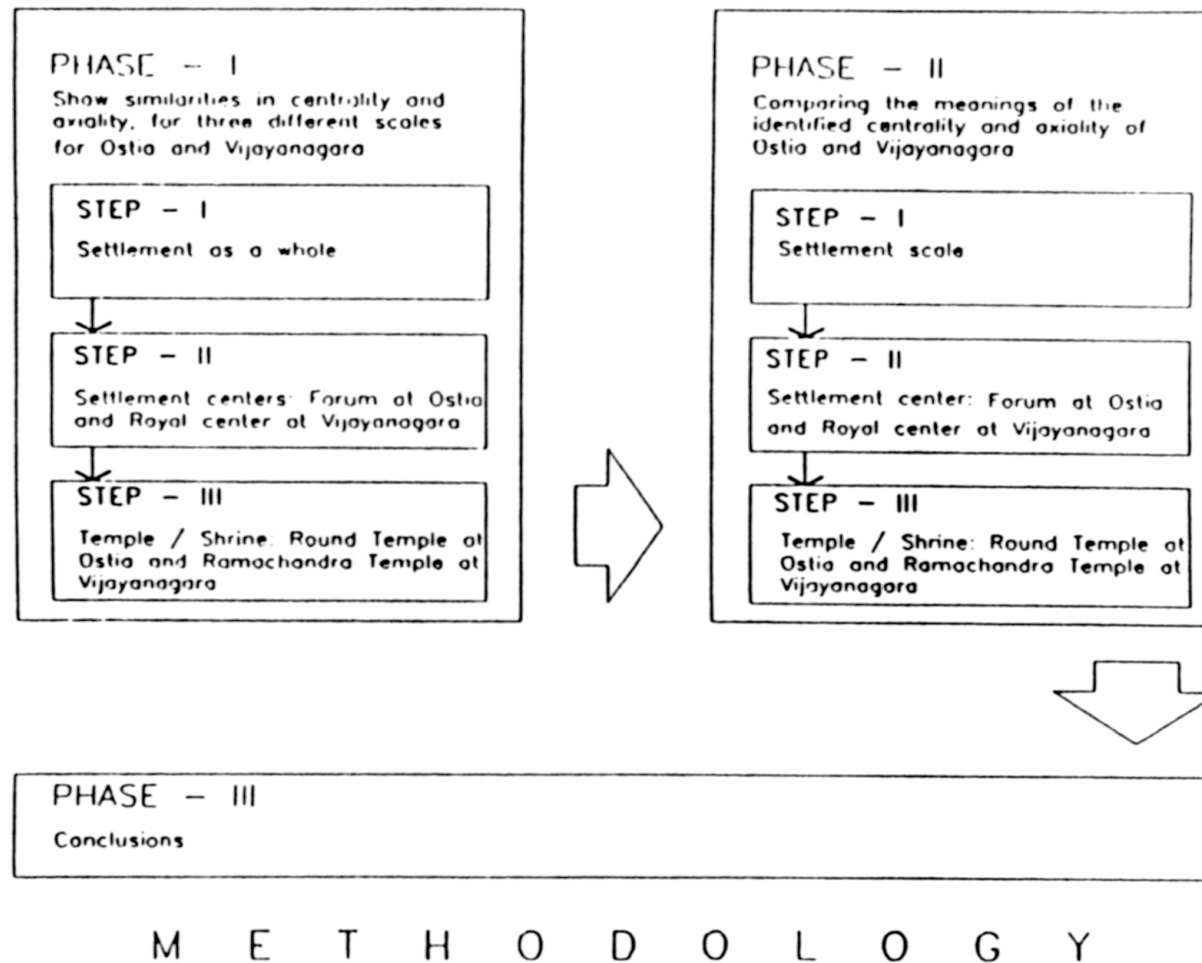 PHASE - I
Show similarities in centrality and
axiality, for three different scales
for Ostia and Vijayanagara
STEP - I
Settlement as a whole
STEP - II
Settlement centers: Forum at Ostia
and Royal center at Vijayanagara
STEP - III
Temple / Shrine: Round Temple at
Ostia and Ramachandra Temple at
Vijayanagara
PHASE - II
Comparing the meanings of the
identified centrality and axiality of
Ostia and Vijayanagara
STEP - I
Settlement scale
STEP - II
Settlement center: Forum at Ostia
and Royal center at Vijayanagara
STEP - III
Temple / Shrine: Round Temple at
Ostia and Ramachandra Temple at
Vijayanagara
PHASE - III
Conclusions
METHODOLOGY